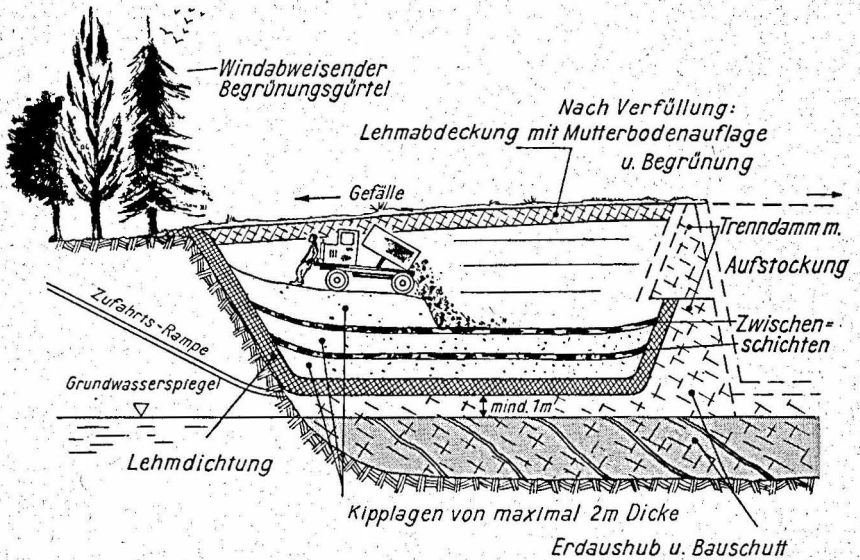 Windabweisender
Begrünungsgürtel
Nach Verfüllung:
Lehmabdeckung mit Mutterbodenauflage
u. Begrünung
Gefälle
Trenndamm m.
Aufstockung
Zufahrts-Rampe
Zwischen=
schichten
Grundwasserspiegel
mind. 1m
Lehmdichtung
Kipplagen von maximal 2m Dicke
Erdaushub u. Bauschutt